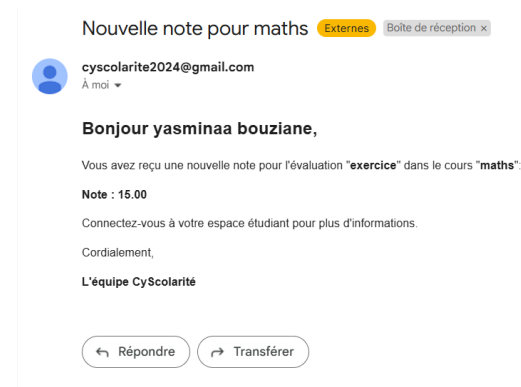 Nouvelle note pour maths Externes Boîte de réception ×
cyscolarite2024@gmail.com
À moi
Bonjour yasminaa bouziane,
Vous avez reçu une nouvelle note pour l'évaluation "exercice" dans le cours "maths":
Note : 15.00
Connectez-vous à votre espace étudiant pour plus d'informations.
Cordialement,
L'équipe CyScolarité
Répondre Transférer